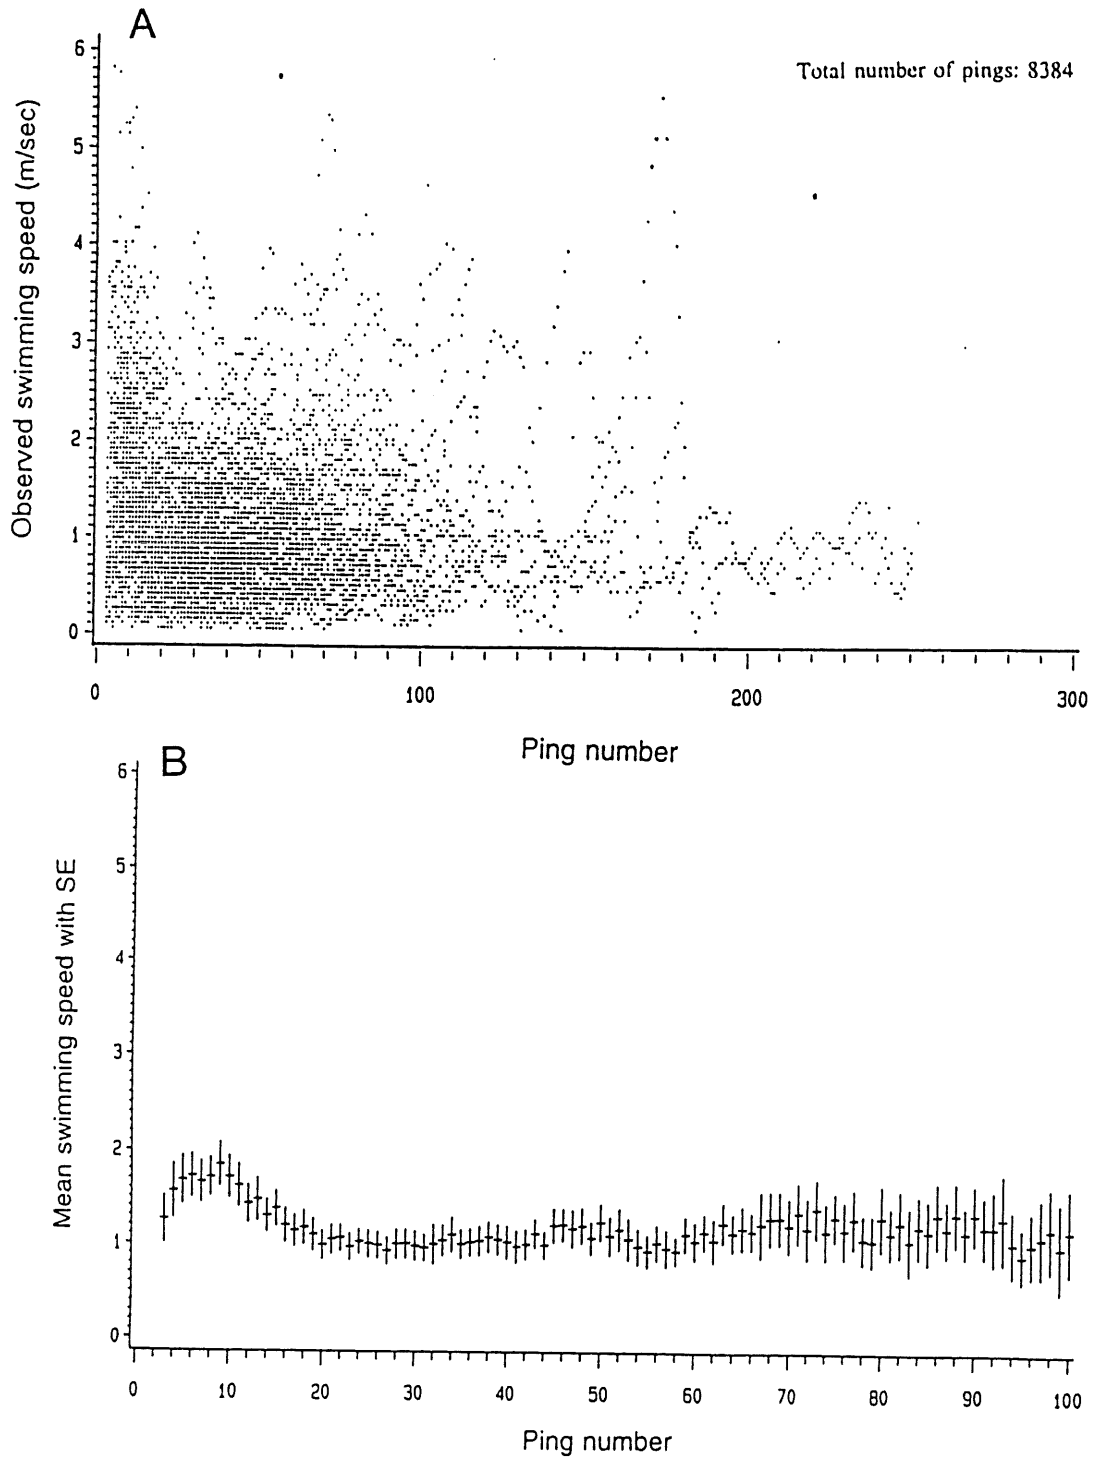 A
Total number of pings: 8384
Observed swimming speed (m/sec)
6
5
4
3
2
1
0
0 100 200 300
Ping number
B
Mean swimming speed with SE
6
5
4
3
2
1
0
0 10 20 30 40 50 60 70 80 90 100
Ping number